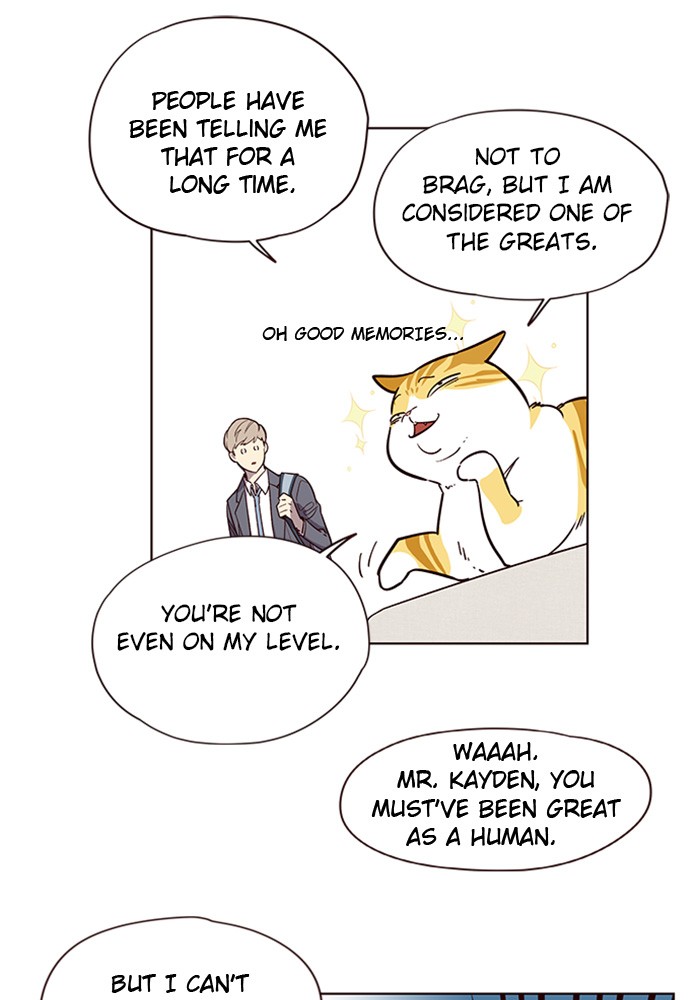 PEOPLE HAVE
BEEN TELLING ME
THAT FOR A
LONG TIME.
NOT TO
BRAG, BUT I AM
CONSIDERED ONE OF
THE GREATS.
OH GOOD MEMORIES...
YOU'RE NOT
EVEN ON MY LEVEL.
WAAAH.
MR. KAYDEN, YOU
MUST'VE BEEN GREAT
AS A HUMAN.
BUT I CAN'T